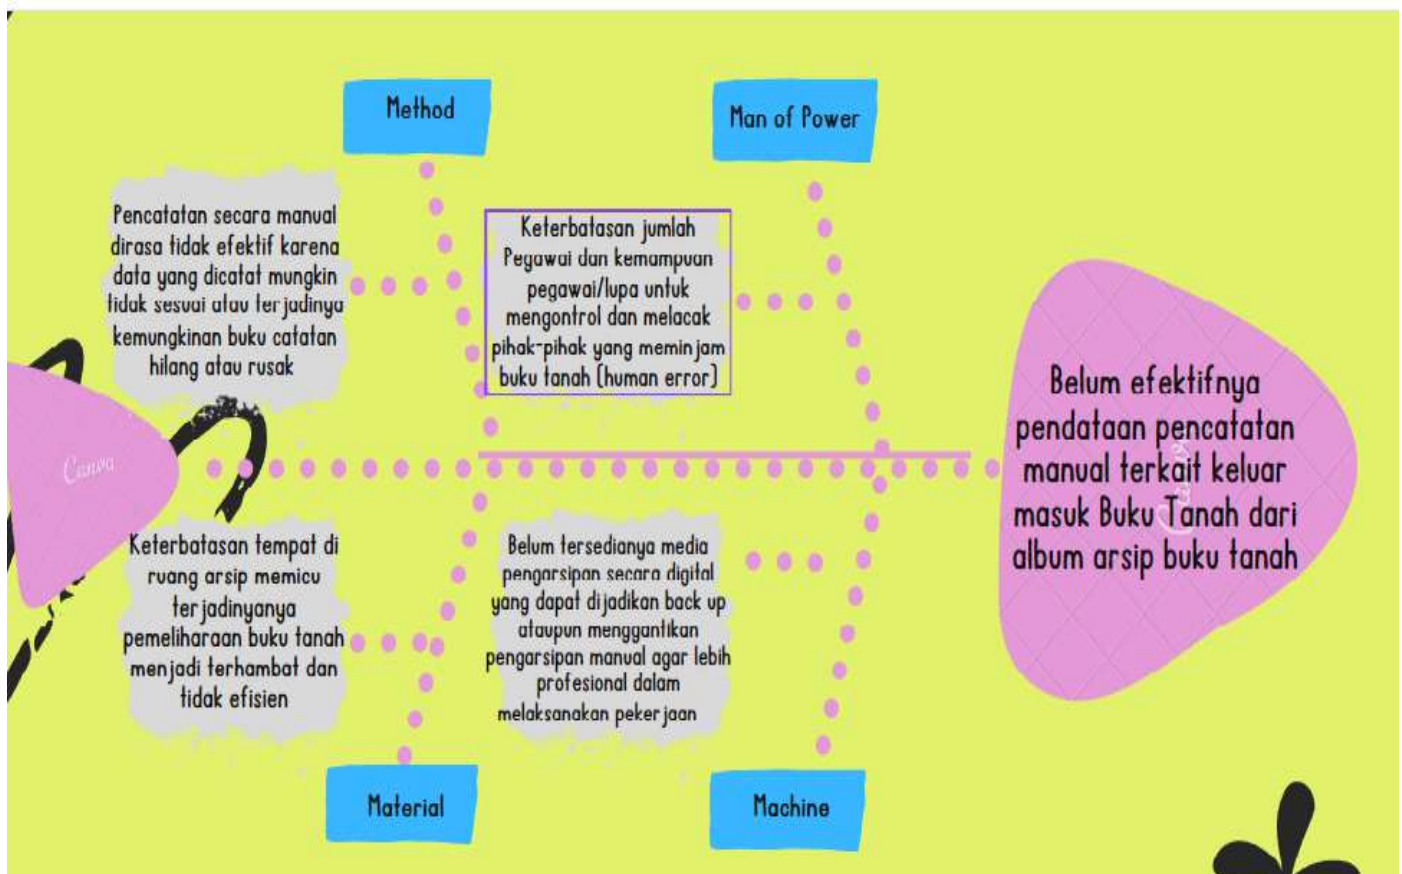 Method
Man of Power
Pencatatan secara manual
dirasa tidak efektif karena
data yang dicatat mungkin
tidak sesuai atau terjadinya
kemungkinan buku catatan
hilang atau rusak
Keterbatasan jumlah
Pegawai dan kemampuan
pegawai/lupa untuk
mengontrol dan melacak
pihak-pihak yang meminjam
buku tanah (human error)
Belum efektifnya
pendataan pencatatan
manual terkait keluar
masuk Buku Tanah dari
album arsip buku tanah
Canva
Canva
Keterbatasan tempat di
ruang arsip memicu
terjadinyanya
pemeliharaan buku tanah
menjadi terhambat dan
tidak efisien
Belum tersedianya media
pengarsipan secara digital
yang dapat dijadikan back up
ataupun menggantikan
pengarsipan manual agar lebih
profesional dalam
melaksanakan pekerjaan
Material
Machine